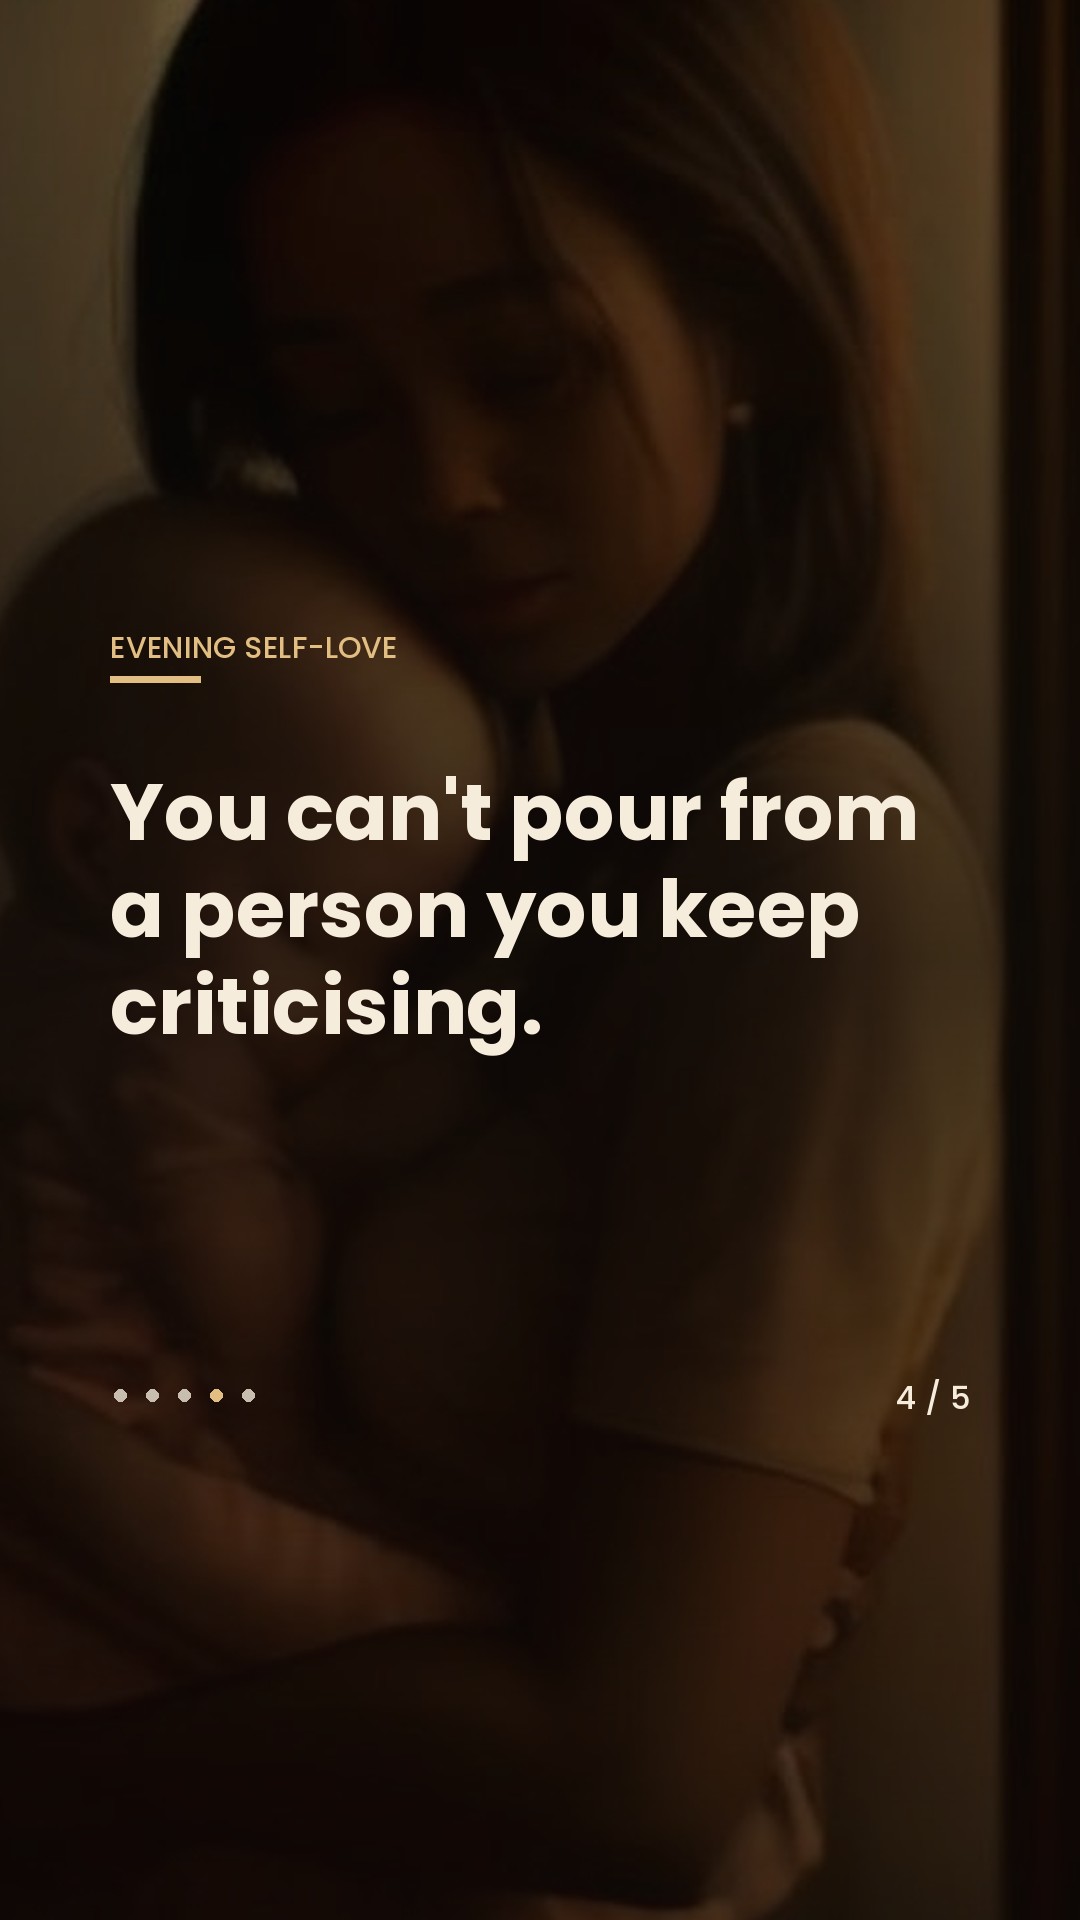 EVENING SELF-LOVE
You can't pour from
a person you keep
criticising.
4 / 5